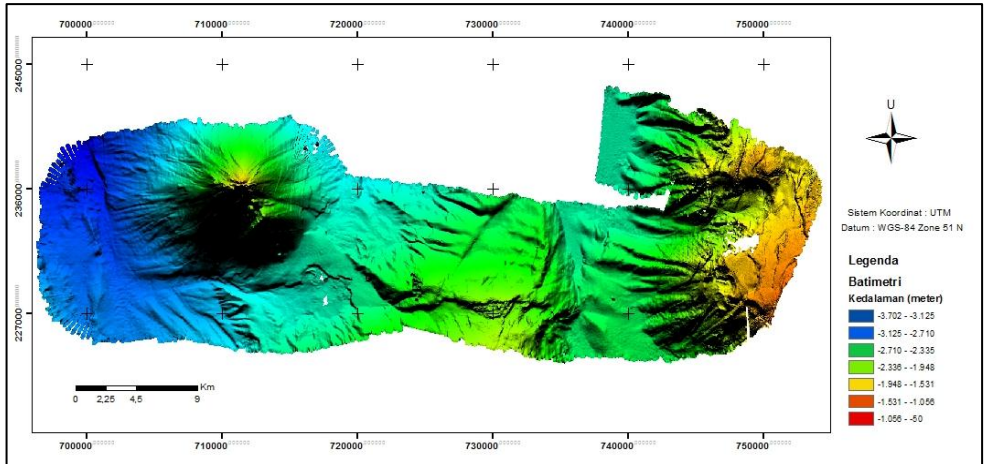 700000 710000 720000 730000 740000 750000
245000
236000
227000
U
Sistem Koordinat : UTM
Datum : WGS-84 Zone 51 N
Legenda
Batimetri
Kedalaman (meter)
-3.702 - -3.125
-3.125 - -2.710
-2.710 - -2.335
-2.336 - -1.948
-1.948 - -1.531
-1.531 - -1.056
-1.056 - -50
Km
0 2,25 4,5 9
700000 710000 720000 730000 740000 750000